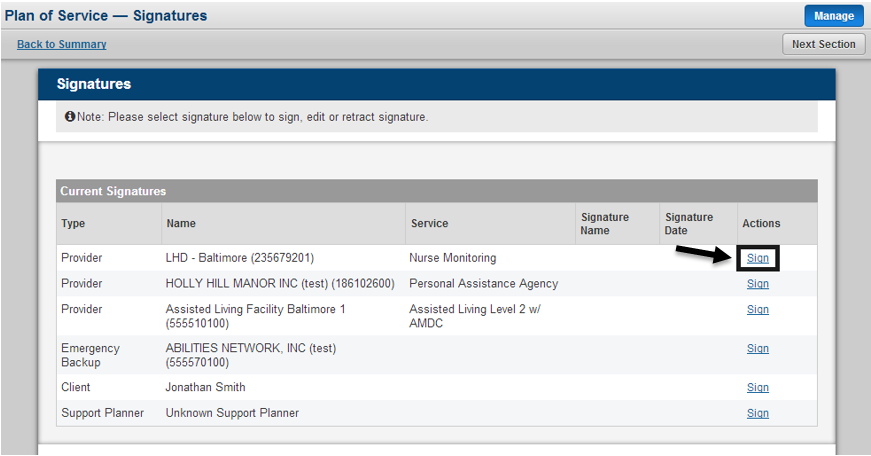 Plan of Service — Signatures
Manage
Back to Summary
Next Section
Signatures
Note: Please select signature below to sign, edit or retract signature.
Current Signatures
Type Name Service Signature Name Signature Date Actions
Provider LHD - Baltimore (235679201) Nurse Monitoring Sign
Provider HOLLY HILL MANOR INC (test) (186102600) Personal Assistance Agency Sign
Provider Assisted Living Facility Baltimore 1 Assisted Living Level 2 w/ Sign
(555510100) AMDC
Emergency ABILITIES NETWORK, INC (test) Sign
Backup (555570100)
Client Jonathan Smith Sign
Support Planner Unknown Support Planner Sign